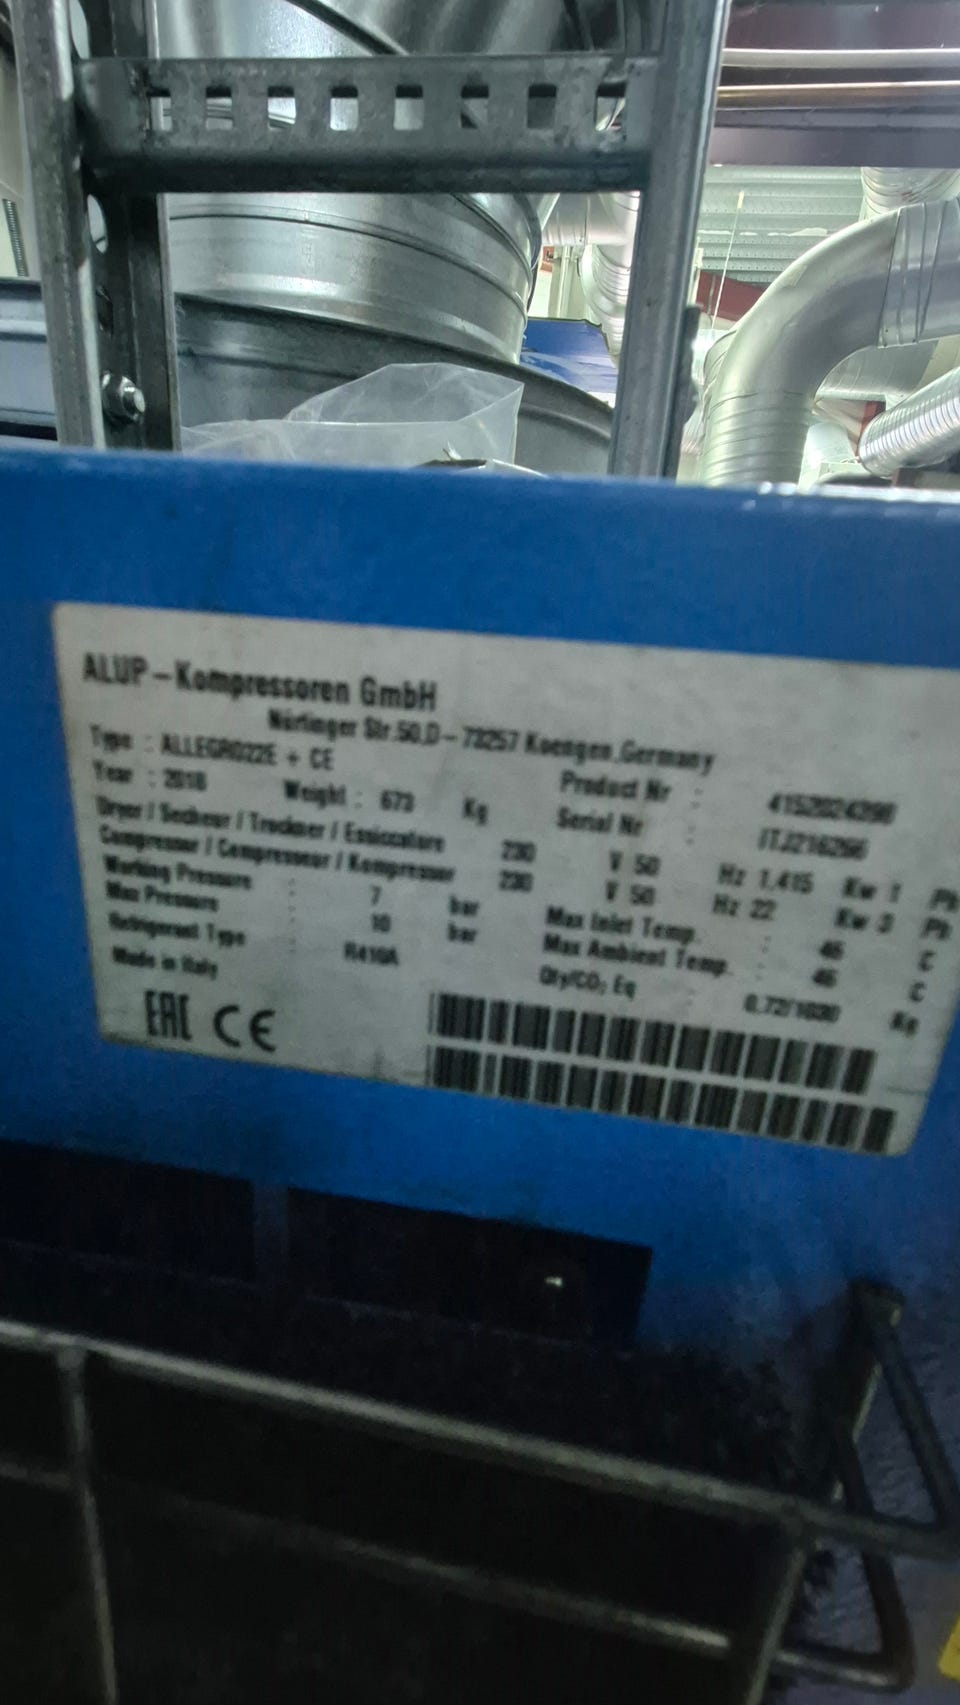 ALUP - Kompressoren GmbH
Nürtinger Str.50,D - 73257 Koengen,Germany
Type : ALLEGRO22E + CE
Product Nr :
Year : 2018 Weight : 673 Kg
Serial Nr : ITJ216266
Dryer / Secheur / Trockner / Essiccatore 230 V 50 Hz 1,415 Kw 1 Ph
Compressor / Compresseur / Kompressor 230 V 50 Hz 22 Kw 3 Ph
Working Pressure : 7 bar Max Inlet Temp. : 46 C
Max Pressure : 10 bar Max Ambient Temp. : 46 C
Refrigerant Type : R410A Qty/CO2 Eq : Kg
Made in Italy
EAC CE